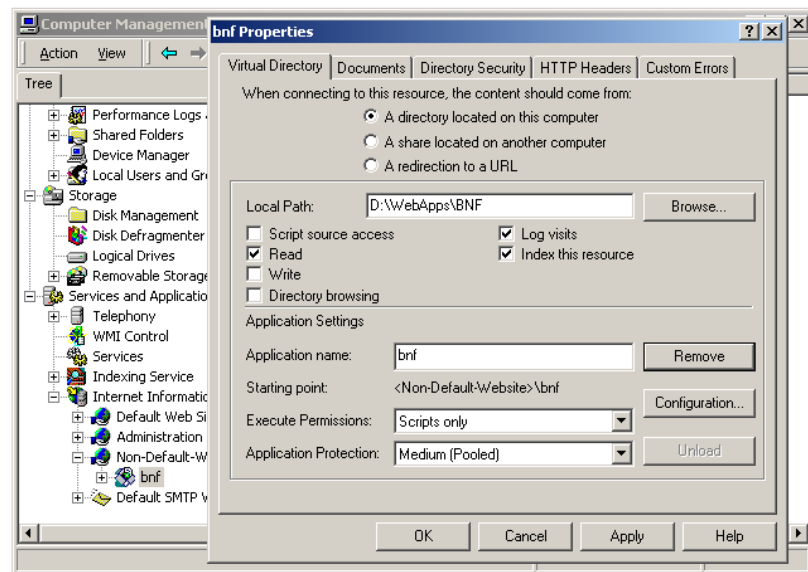 Computer Management
Action View
Tree
Performance Logs
Shared Folders
Device Manager
Local Users and Gr
Storage
Disk Management
Disk Defragmenter
Logical Drives
Removable Storage
Services and Applicatio
Telephony
WMI Control
Services
Indexing Service
Internet Informatio
Default Web Si
Administration
Non-Default-W
bnf
Default SMTP V
bnf Properties
Virtual Directory Documents Directory Security HTTP Headers Custom Errors
When connecting to this resource, the content should come from:
A directory located on this computer
A share located on another computer
A redirection to a URL
Local Path: D:\WebApps\BNF Browse...
Script source access Log visits
Read Index this resource
Write
Directory browsing
Application Settings
Application name: bnf Remove
Starting point: <Non-Default-Website>\bnf
Configuration...
Execute Permissions: Scripts only
Application Protection: Medium (Pooled) Unload
OK Cancel Apply Help